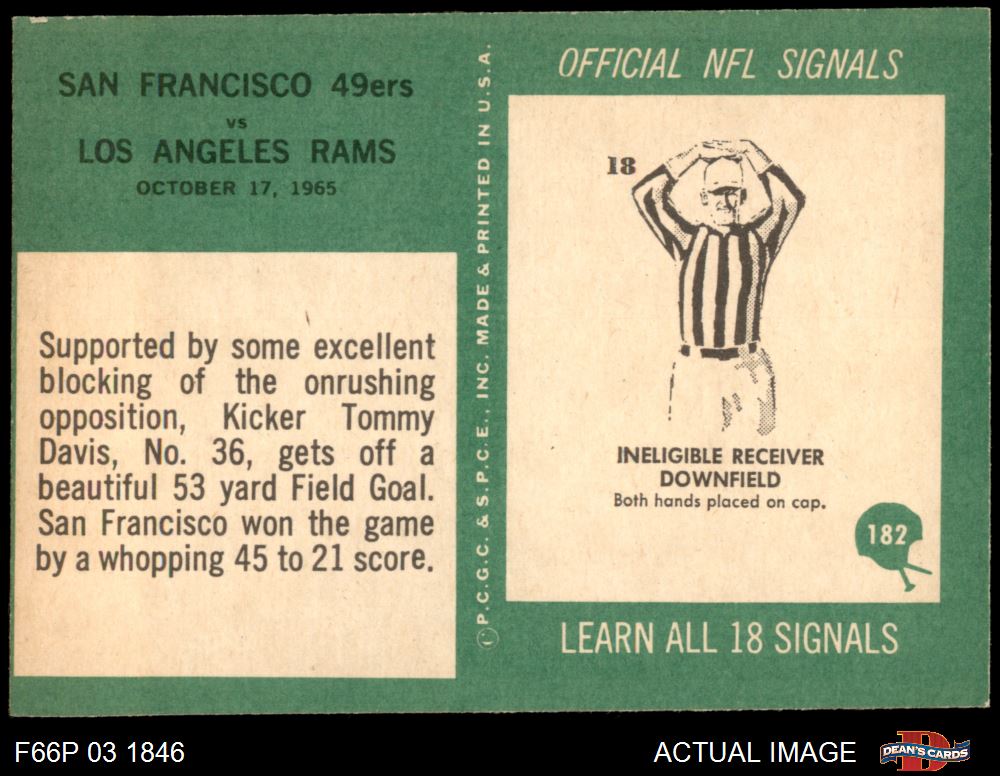 SAN FRANCISCO 49ers
vs
LOS ANGELES RAMS
OCTOBER 17, 1965
Supported by some excellent
blocking of the onrushing
opposition, Kicker Tommy
Davis, No. 36, gets off a
beautiful 53 yard Field Goal.
San Francisco won the game
by a whopping 45 to 21 score.
©P.C.G.C. & S.P.C.E., INC. MADE & PRINTED IN U.S.A.
OFFICIAL NFL SIGNALS
18
INELIGIBLE RECEIVER
DOWNFIELD
Both hands placed on cap.
182
LEARN ALL 18 SIGNALS
F66P 03 1846
ACTUAL IMAGE
D
DEAN'S CARDS